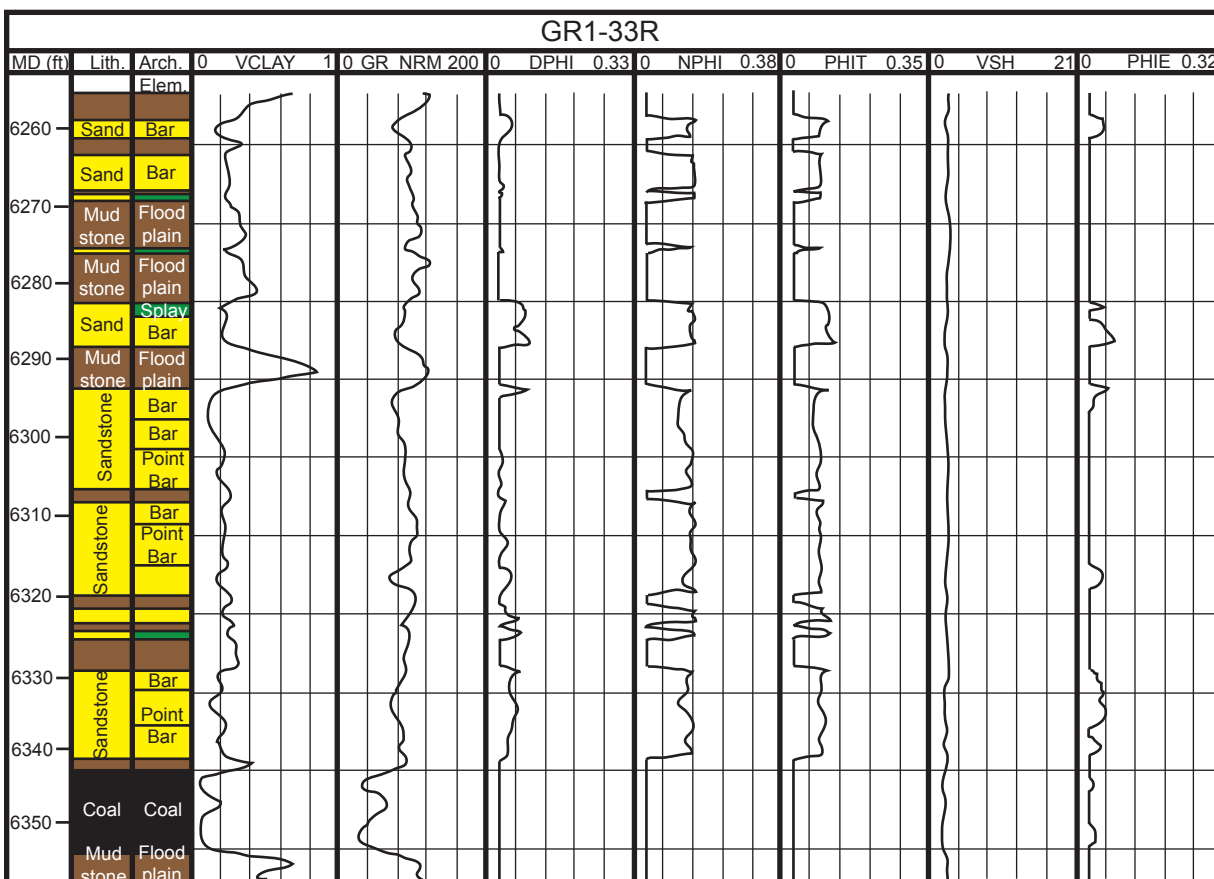 GR1-33R
MD (ft) Lith. Arch. Elem. 0 VCLAY 1 0 GR NRM 200 0 DPHI 0.33 0 NPHI 0.38 0 PHIT 0.35 0 VSH 21 0 PHIE 0.32
6260 Sand Bar
Sand Bar
6270
Mud stone Flood plain
Mud stone Flood plain
6280
Splay
Sand Bar
6290 Mud stone Flood plain
Sandstone Bar
6300 Bar
Point Bar
6310 Sandstone Bar
Point Bar
6320
6330 Sandstone Bar
Point
6340 Bar
Coal Coal
6350
Mud stone Flood plain